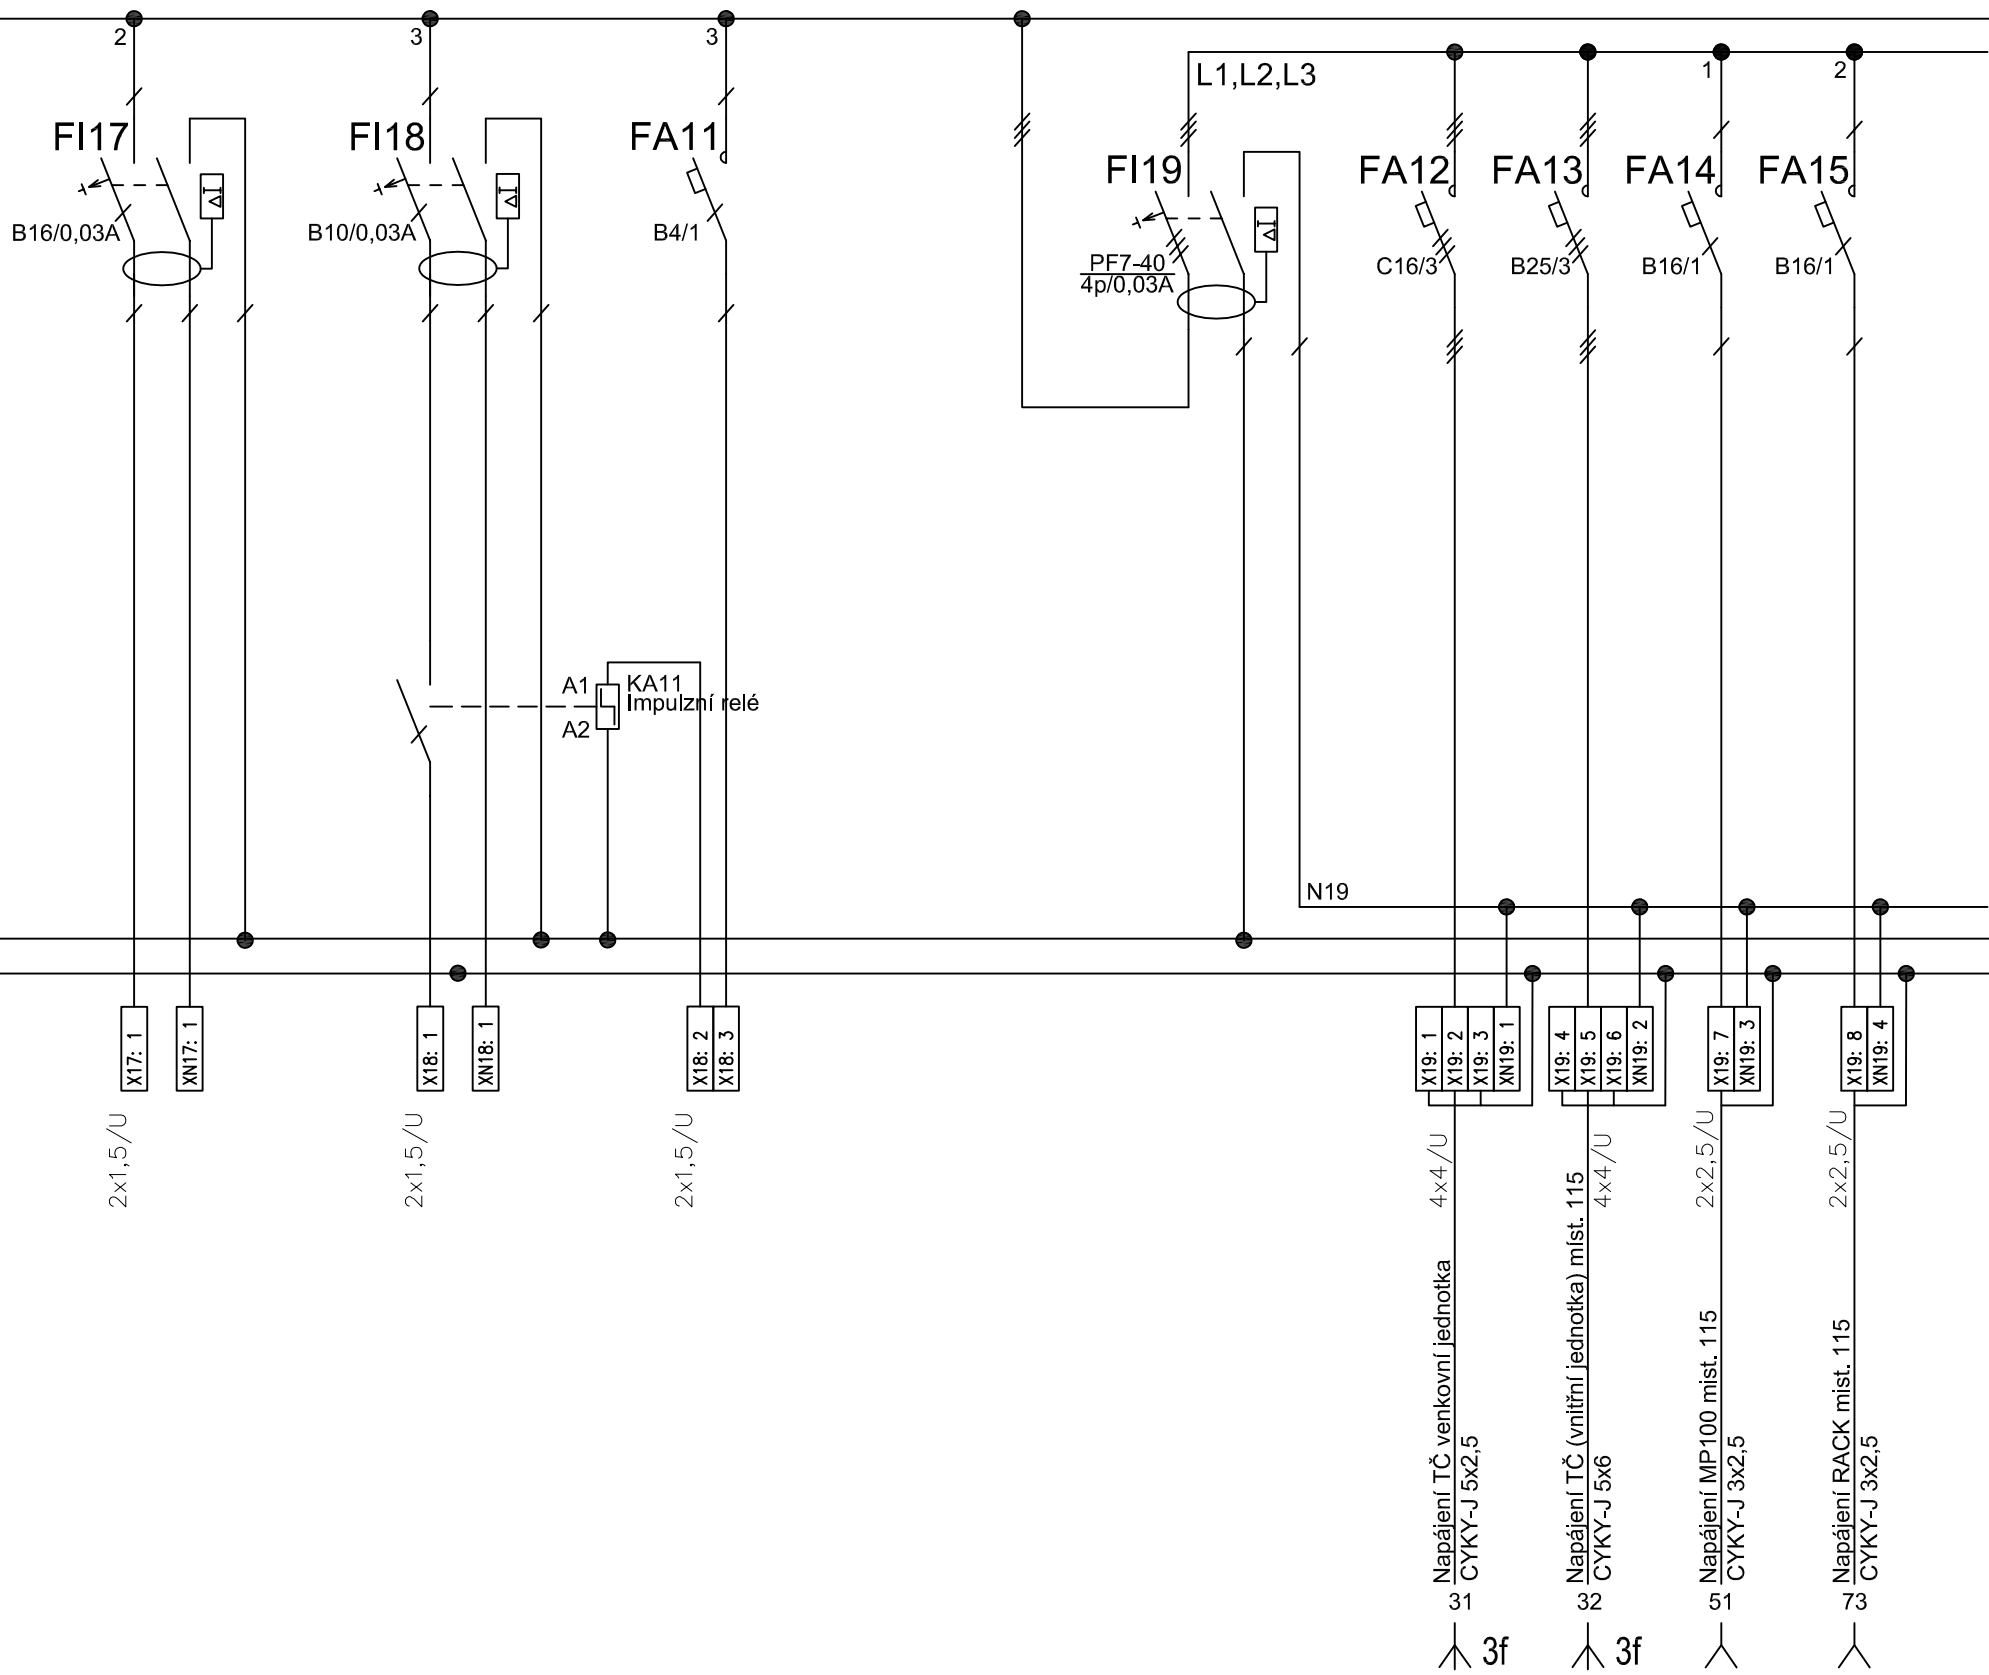 2
3
3
L1,L2,L3
1
2
FI17
FI18
FA11
FI19
FA12
FA13
FA14
FA15
ΔI
ΔI
ΔI
B16/0,03A
B10/0,03A
B4/1
PF7-40
4p/0,03A
C16/3
B25/3
B16/1
B16/1
A1
KA11
Impulzní relé
A2
N19
X17: 1
XN17: 1
X18: 1
XN18: 1
X18: 2
X18: 3
X19: 1
X19: 2
X19: 3
XN19: 1
X19: 4
X19: 5
X19: 6
XN19: 2
X19: 7
XN19: 3
X19: 8
XN19: 4
2x1,5/U
2x1,5/U
2x1,5/U
4x4/U
4x4/U
2x2,5/U
2x2,5/U
Napájení TČ venkovní jednotka
CYKY-J 5x2,5
Napájení TČ (vnitřní jednotka) míst. 115
CYKY-J 5x6
Napájení MP100 mist. 115
CYKY-J 3x2,5
Napájení RACK mist. 115
CYKY-J 3x2,5
31
32
51
73
3f
3f